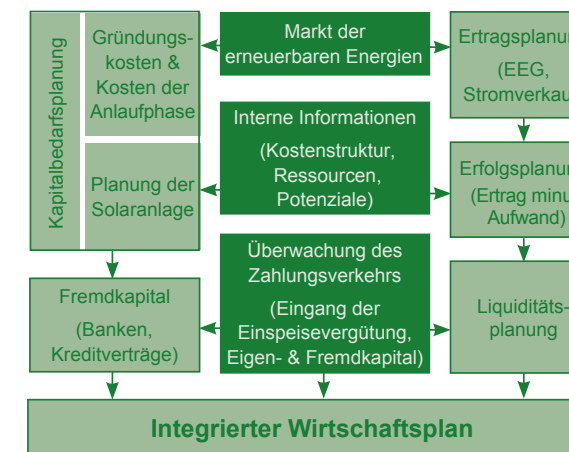 Kapitalbedarfsplanung
Gründungs-
kosten &
Kosten der
Anlaufphase
Planung der
Solaranlage
Fremdkapital
(Banken,
Kreditverträge)
Markt der
erneuerbaren Energien
Interne Informationen
(Kostenstruktur,
Ressourcen,
Potenziale)
Überwachung des
Zahlungsverkehrs
(Eingang der
Einspeisevergütung,
Eigen- & Fremdkapital)
Ertragsplanun
(EEG,
Stromverkau
Erfolgsplanun
(Ertrag minu
Aufwand)
Liquiditäts-
planung
Integrierter Wirtschaftsplan